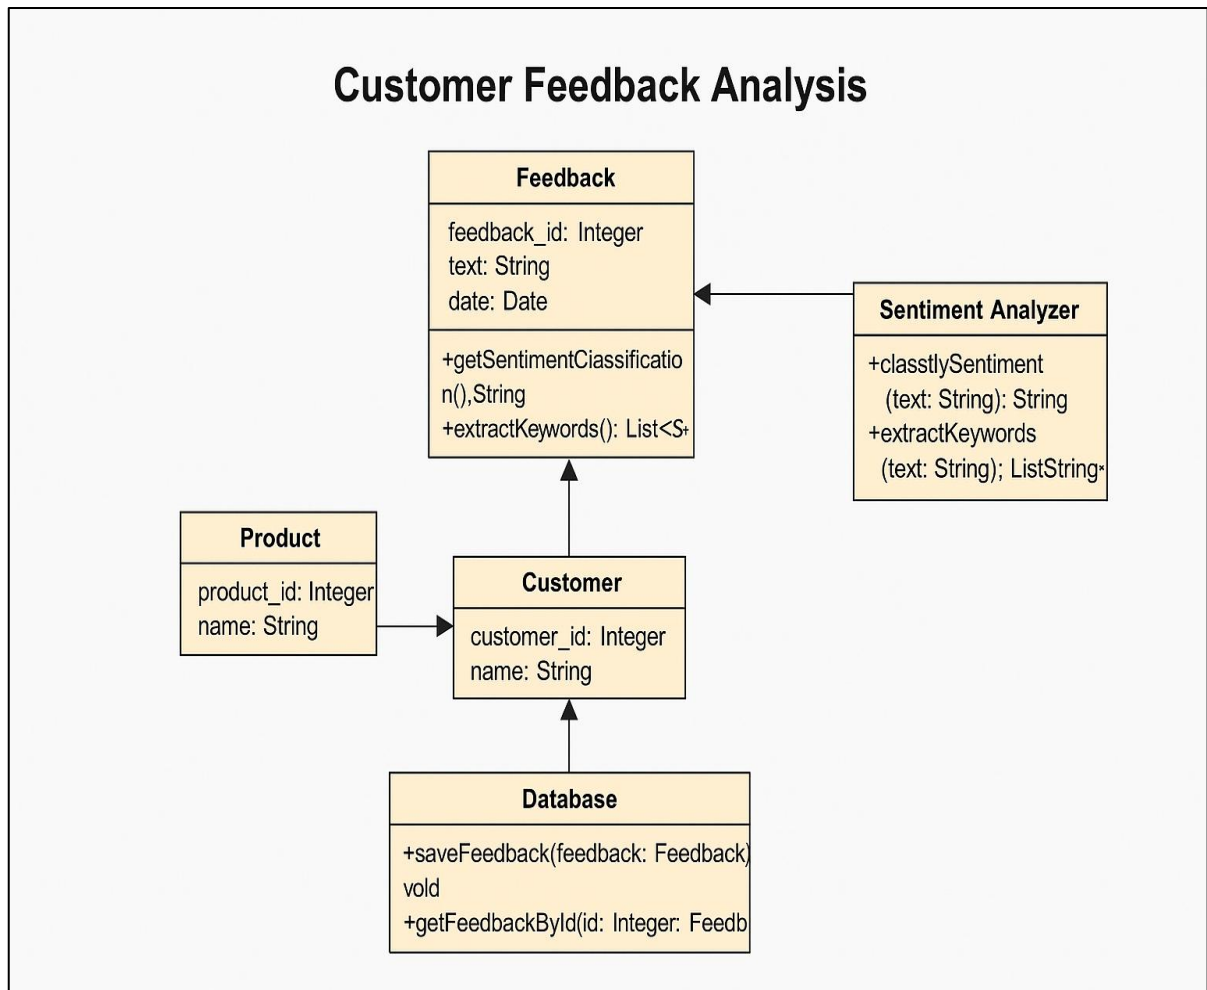 Customer Feedback Analysis
Feedback
feedback_id: Integer
text: String
date: Date
+getSentimentCiassificatio
n(),String
+extractKeywords(): List<S+
Sentiment Analyzer
+classtlySentiment
(text: String): String
+extractKeywords
(text: String); ListString*
Product
product_id: Integer
name: String
Customer
customer_id: Integer
name: String
Database
+saveFeedback(feedback: Feedback)
vold
+getFeedbackById(id: Integer: Feedb